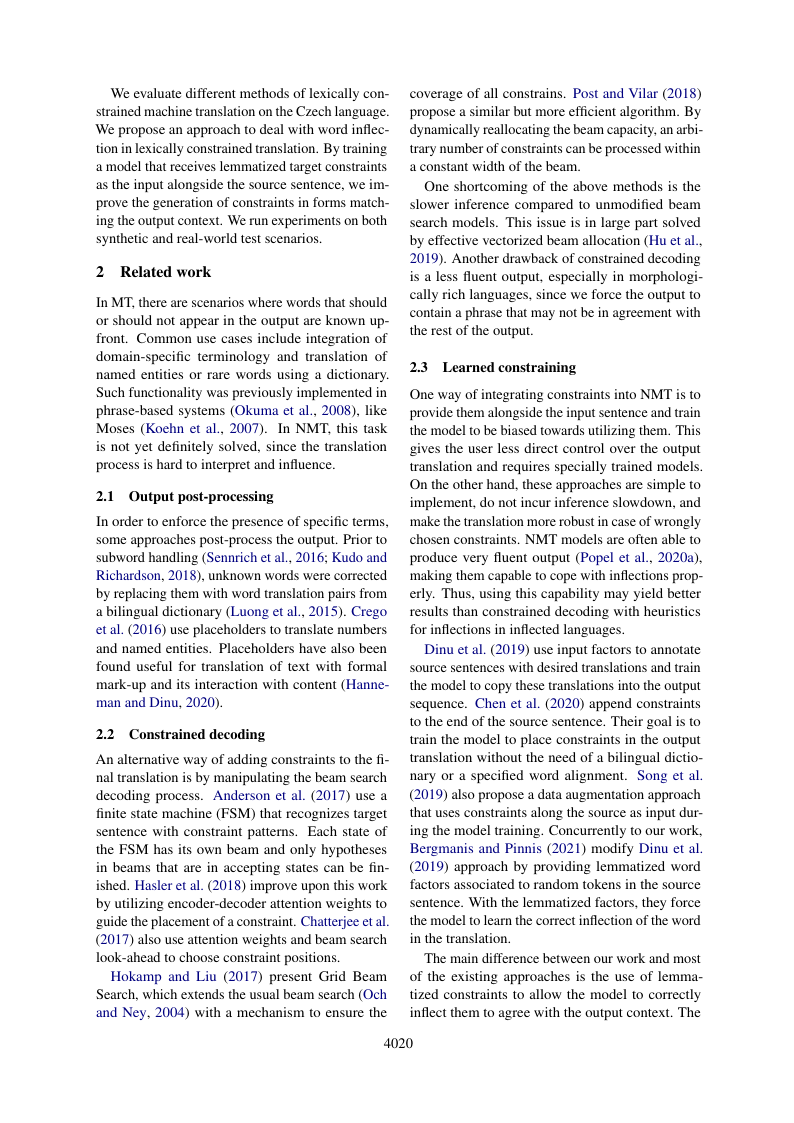 We evaluate different methods of lexically con-
strained machine translation on the Czech language.
We propose an approach to deal with word inflec-
tion in lexically constrained translation. By training
a model that receives lemmatized target constraints
as the input alongside the source sentence, we im-
prove the generation of constraints in forms match-
ing the output context. We run experiments on both
synthetic and real-world test scenarios.
2 Related work
In MT, there are scenarios where words that should
or should not appear in the output are known up-
front. Common use cases include integration of
domain-specific terminology and translation of
named entities or rare words using a dictionary.
Such functionality was previously implemented in
phrase-based systems (Okuma et al., 2008), like
Moses (Koehn et al., 2007). In NMT, this task
is not yet definitely solved, since the translation
process is hard to interpret and influence.
2.1 Output post-processing
In order to enforce the presence of specific terms,
some approaches post-process the output. Prior to
subword handling (Sennrich et al., 2016; Kudo and
Richardson, 2018), unknown words were corrected
by replacing them with word translation pairs from
a bilingual dictionary (Luong et al., 2015). Crego
et al. (2016) use placeholders to translate numbers
and named entities. Placeholders have also been
found useful for translation of text with formal
mark-up and its interaction with content (Hanne-
man and Dinu, 2020).
2.2 Constrained decoding
An alternative way of adding constraints to the fi-
nal translation is by manipulating the beam search
decoding process. Anderson et al. (2017) use a
finite state machine (FSM) that recognizes target
sentence with constraint patterns. Each state of
the FSM has its own beam and only hypotheses
in beams that are in accepting states can be fin-
ished. Hasler et al. (2018) improve upon this work
by utilizing encoder-decoder attention weights to
guide the placement of a constraint. Chatterjee et al.
(2017) also use attention weights and beam search
look-ahead to choose constraint positions.
Hokamp and Liu (2017) present Grid Beam
Search, which extends the usual beam search (Och
and Ney, 2004) with a mechanism to ensure the
coverage of all constrains. Post and Vilar (2018)
propose a similar but more efficient algorithm. By
dynamically reallocating the beam capacity, an arbi-
trary number of constraints can be processed within
a constant width of the beam.
One shortcoming of the above methods is the
slower inference compared to unmodified beam
search models. This issue is in large part solved
by effective vectorized beam allocation (Hu et al.,
2019). Another drawback of constrained decoding
is a less fluent output, especially in morphologi-
cally rich languages, since we force the output to
contain a phrase that may not be in agreement with
the rest of the output.
2.3 Learned constraining
One way of integrating constraints into NMT is to
provide them alongside the input sentence and train
the model to be biased towards utilizing them. This
gives the user less direct control over the output
translation and requires specially trained models.
On the other hand, these approaches are simple to
implement, do not incur inference slowdown, and
make the translation more robust in case of wrongly
chosen constraints. NMT models are often able to
produce very fluent output (Popel et al., 2020a),
making them capable to cope with inflections prop-
erly. Thus, using this capability may yield better
results than constrained decoding with heuristics
for inflections in inflected languages.
Dinu et al. (2019) use input factors to annotate
source sentences with desired translations and train
the model to copy these translations into the output
sequence. Chen et al. (2020) append constraints
to the end of the source sentence. Their goal is to
train the model to place constraints in the output
translation without the need of a bilingual dictio-
nary or a specified word alignment. Song et al.
(2019) also propose a data augmentation approach
that uses constraints along the source as input dur-
ing the model training. Concurrently to our work,
Bergmanis and Pinnis (2021) modify Dinu et al.
(2019) approach by providing lemmatized word
factors associated to random tokens in the source
sentence. With the lemmatized factors, they force
the model to learn the correct inflection of the word
in the translation.
The main difference between our work and most
of the existing approaches is the use of lemma-
tized constraints to allow the model to correctly
inflect them to agree with the output context. The
4020